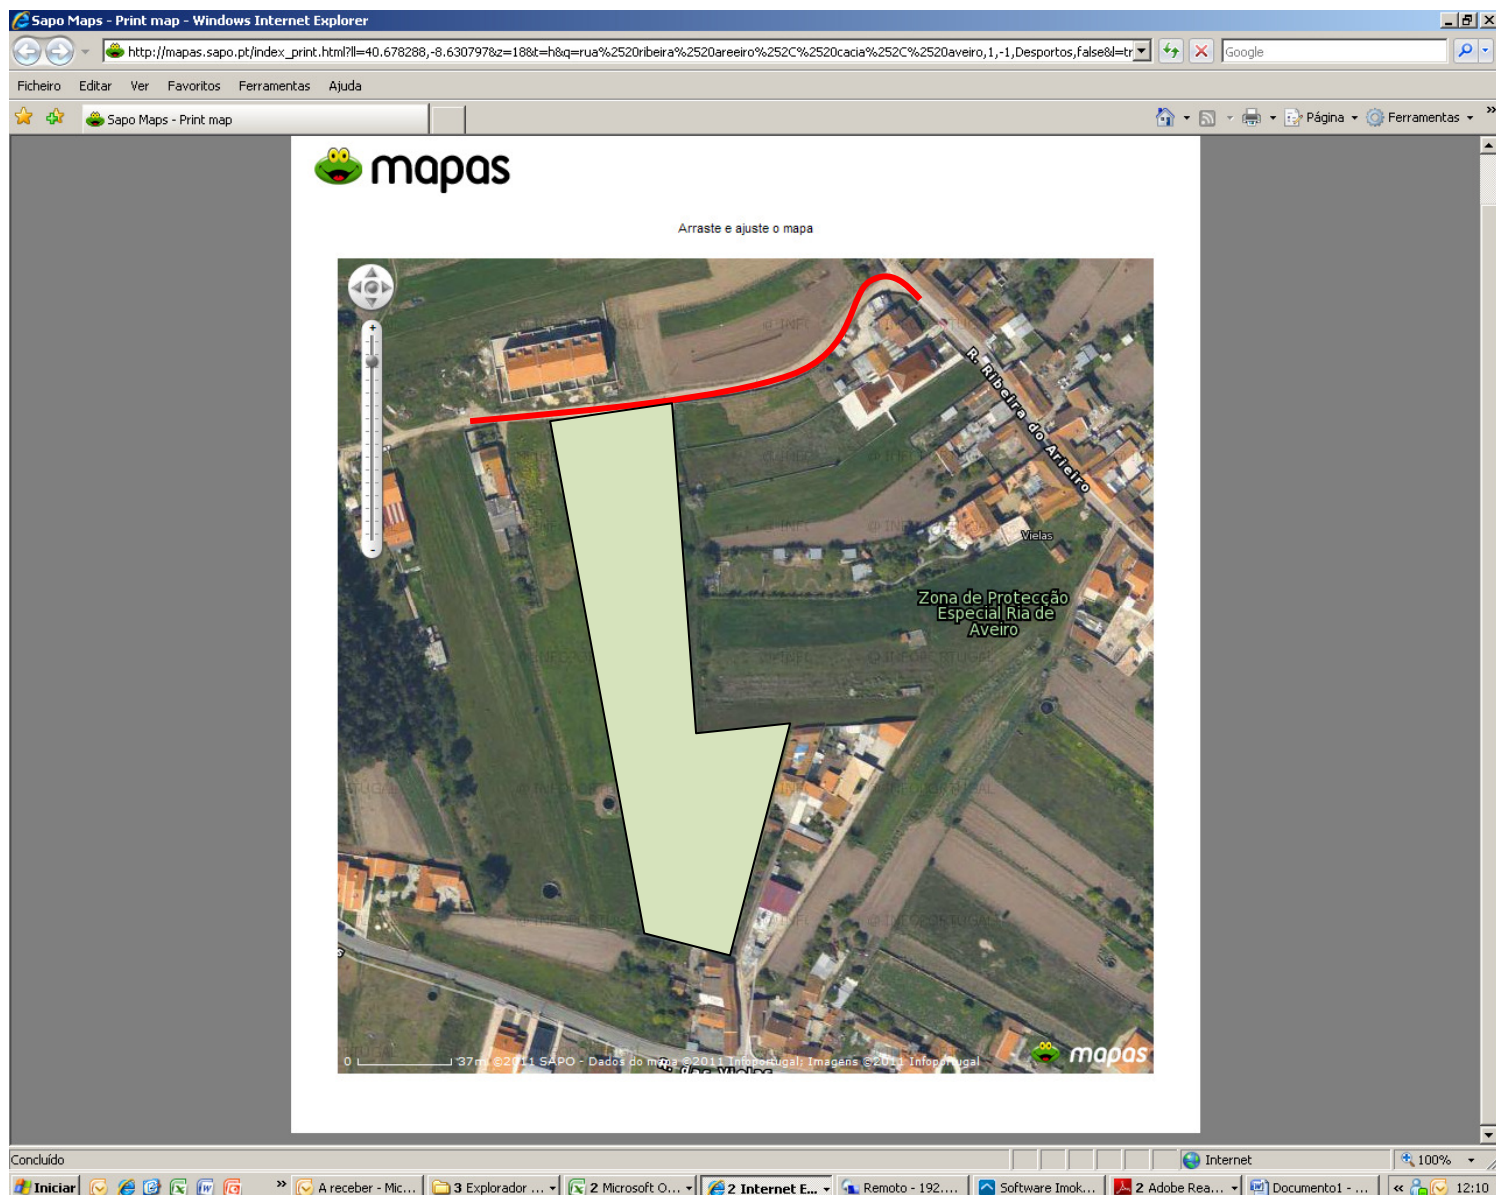 Sapo Maps - Print map - Windows Internet Explorer
http://mapas.sapo.pt/index_print.html?ll=40.678288,-8.630797&z=18&t=h&q=rua%2520ribeira%2520areeiro%252C%2520cacia%252C%2520aveiro,1,-1,Desportos,false&l=tr
Google
Ficheiro Editar Ver Favoritos Ferramentas Ajuda
Sapo Maps - Print map
Página
Ferramentas
»
mapas
Arraste e ajuste o mapa
+
-
R. Ribeira do Arieiro
Vielas
Zona de Protecção
Especial Ria de
Aveiro
@ INFOPORTUGAL
0 37m ©2011 SAPO - Dados do mapa ©2011 Infoportugal; Imagens ©2011 Infoportugal
mapas
R. das Vielas
Concluído
Internet
100%
Iniciar
»
A receber - Mic...
3 Explorador ...
2 Microsoft O...
2 Internet E...
Remoto - 192....
Software Imok...
2 Adobe Rea...
Documento1 - ...
«
12:10